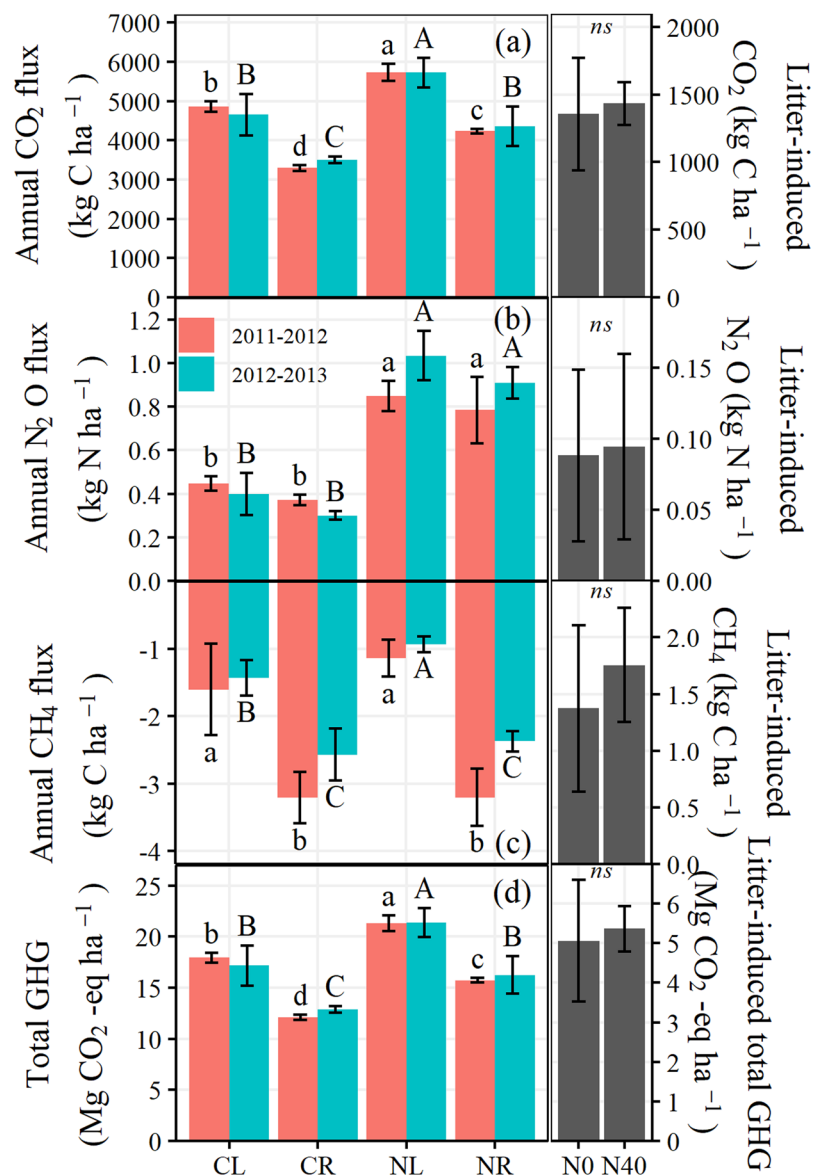 Annual CO₂ flux
(kg C ha⁻¹)
7000
6000
5000
4000
3000
2000
1000
0
(a)
b
B
d
C
a
A
c
B
ns
2000
1500
1000
500
0
Litter-induced
CO₂ (kg C ha⁻¹)
Annual N₂O flux
(kg N ha⁻¹)
1.2
1.0
0.8
0.6
0.4
0.2
0.0
(b)
2011-2012
2012-2013
b
B
b
B
a
A
a
A
ns
0.15
0.10
0.05
0.00
Litter-induced
N₂O (kg N ha⁻¹)
Annual CH₄ flux
(kg C ha⁻¹)
-1
-2
-3
-4
a
B
b
C
a
A
b
C
(c)
ns
2.0
1.5
1.0
0.5
0.0
Litter-induced
CH₄ (kg C ha⁻¹)
Total GHG
(Mg CO₂-eq ha⁻¹)
25
20
15
10
5
0
(d)
b
B
d
C
a
A
c
B
ns
6
5
4
3
2
1
0
Litter-induced total GHG
(Mg CO₂-eq ha⁻¹)
CL CR NL NR N0 N40